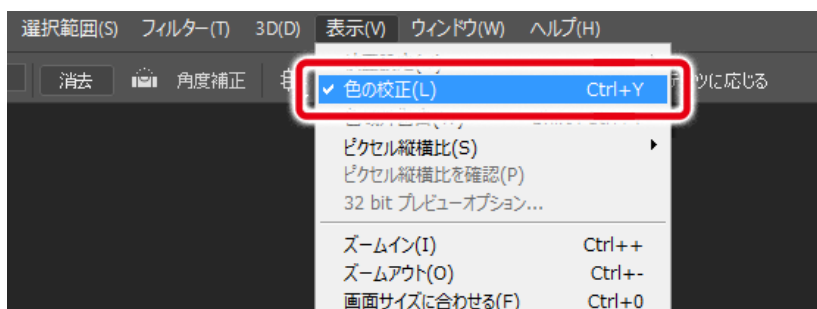 選択範囲(S) フィルター(T) 3D(D) 表示(V) ウィンドウ(W) ヘルプ(H)
消去 角度補正 に応じる
色の校正(L) Ctrl+Y
ピクセル縦横比(S)
ピクセル縦横比を確認(P)
32 bit プレビューオプション...
ズームイン(I) Ctrl++
ズームアウト(O) Ctrl+-
画面サイズに合わせる(F) Ctrl+0